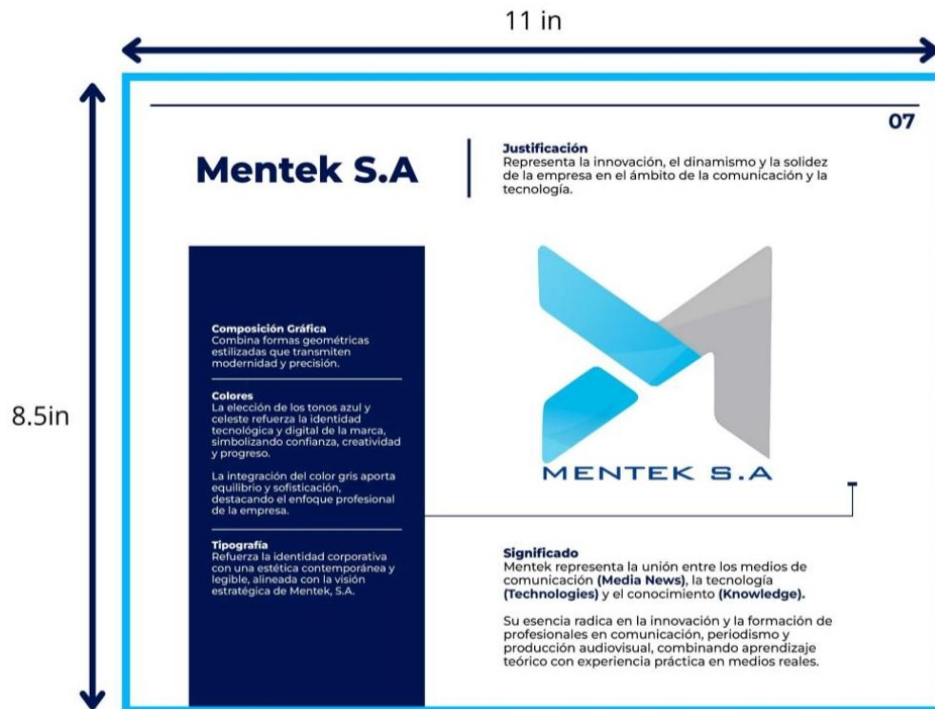 11 in
8.5in
07
Mentek S.A
Justificación
Representa la innovación, el dinamismo y la solidez
de la empresa en el ámbito de la comunicación y la
tecnología.
Composición Gráfica
Combina formas geométricas
estilizadas que transmiten
modernidad y precisión.
Colores
La elección de los tonos azul y
celeste refuerza la identidad
tecnológica y digital de la marca,
simbolizando confianza, creatividad
y progreso.
La integración del color gris aporta
equilibrio y sofisticación,
destacando el enfoque profesional
de la empresa.
Tipografía
Refuerza la identidad corporativa
con una estética contemporánea y
legible, alineada con la visión
estratégica de Mentek, S.A.
MENTEK S.A
Significado
Mentek representa la unión entre los medios de
comunicación (Media News), la tecnología
(Technologies) y el conocimiento (Knowledge).
Su esencia radica en la innovación y la formación de
profesionales en comunicación, periodismo y
producción audiovisual, combinando aprendizaje
teórico con experiencia práctica en medios reales.